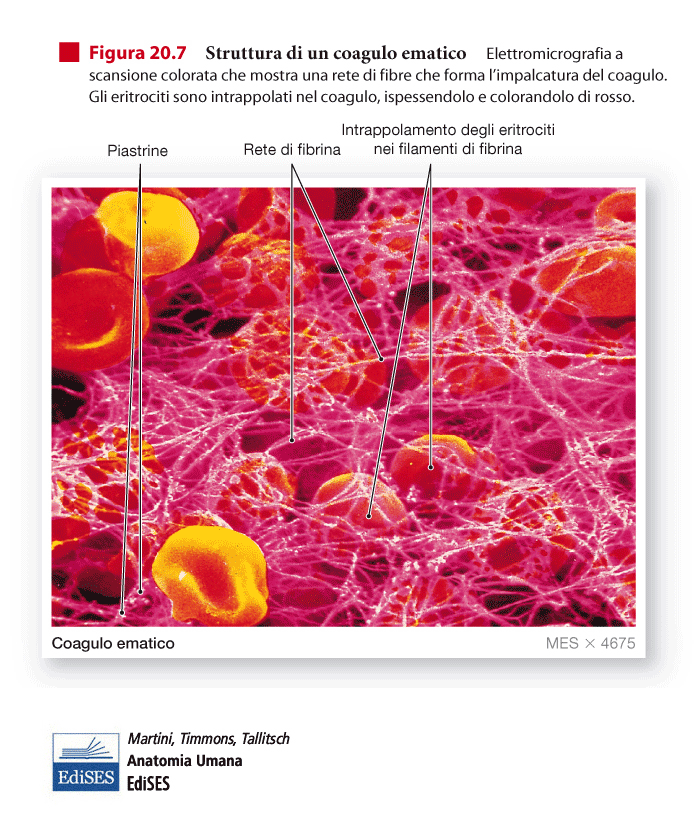 Figura 20.7 Struttura di un coagulo ematico Elettromicrografia a
scansione colorata che mostra una rete di fibre che forma l’impalcatura del coagulo.
Gli eritrociti sono intrappolati nel coagulo, ispessendolo e colorandolo di rosso.
Piastrine
Rete di fibrina
Intrappolamento degli eritrociti
nei filamenti di fibrina
Coagulo ematico
MES × 4675
EdiSES
Martini, Timmons, Tallitsch
Anatomia Umana
EdiSES